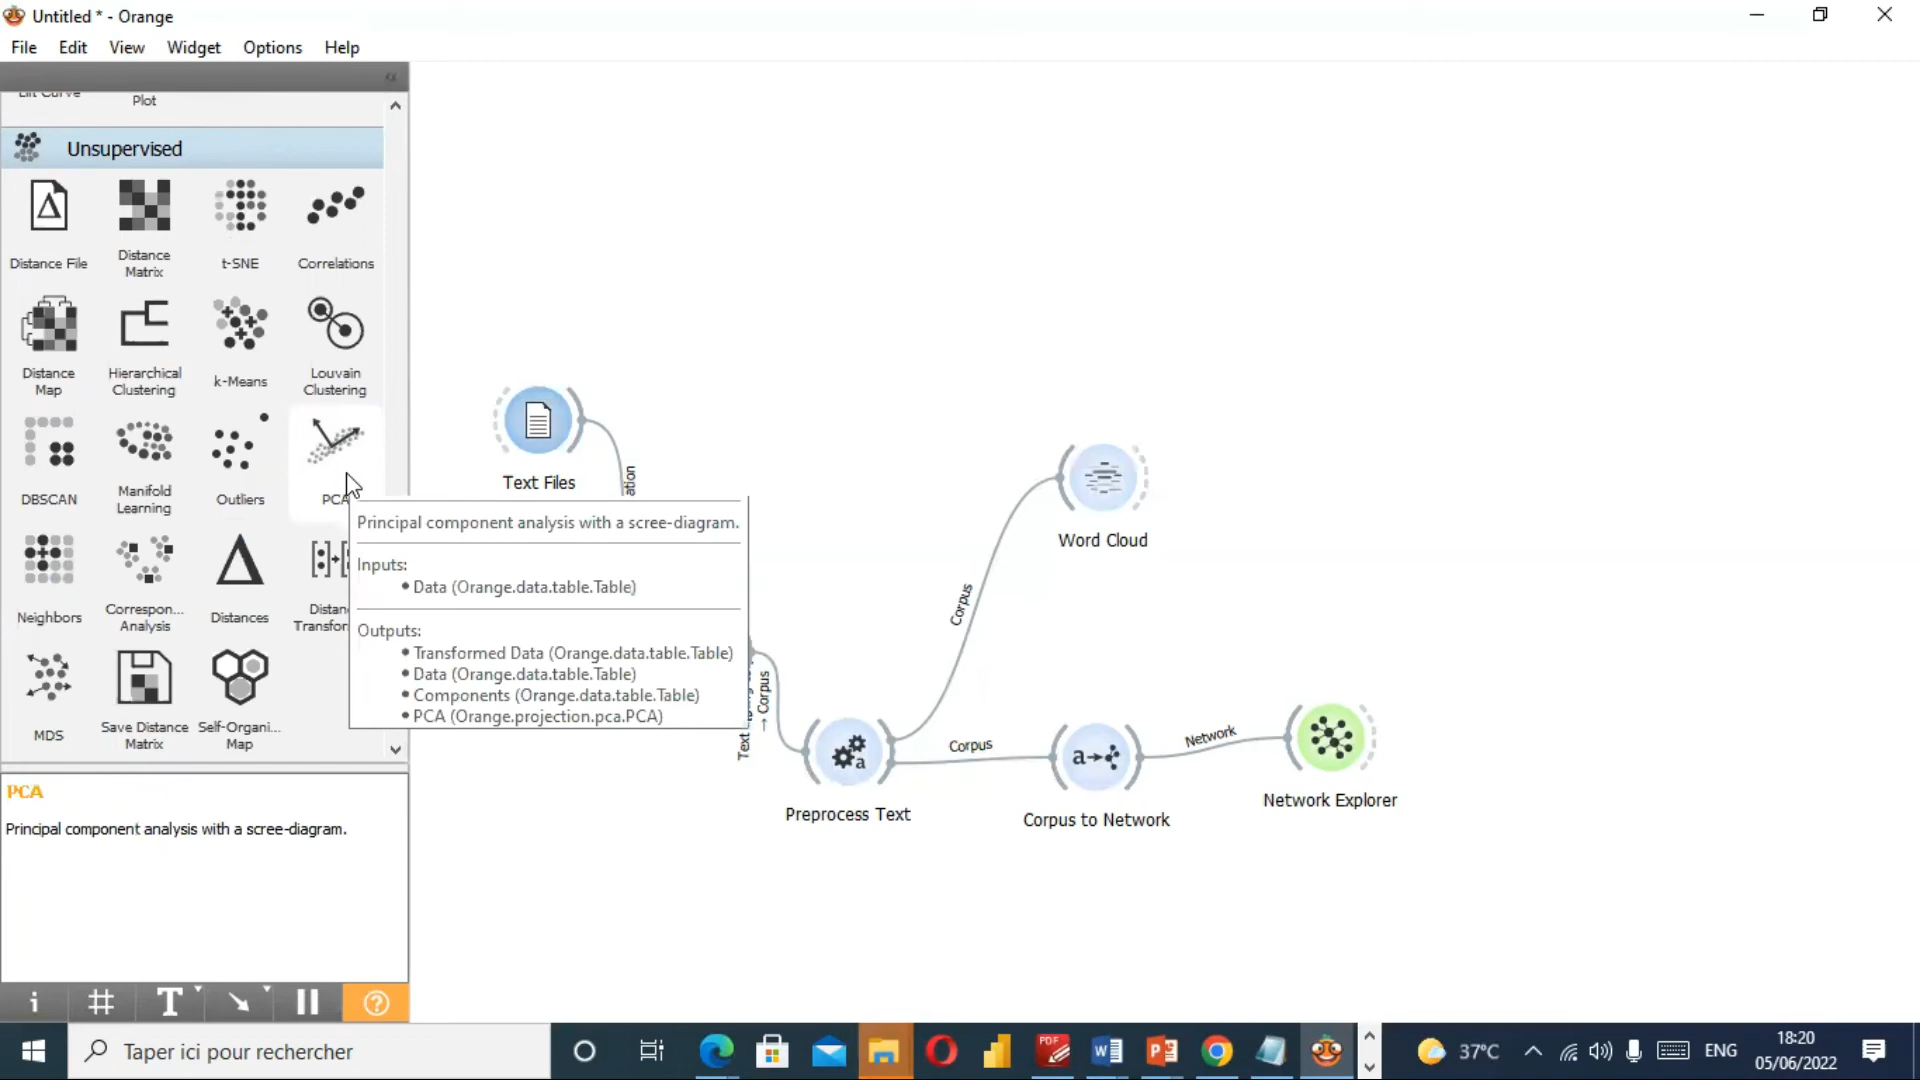 Untitled * - Orange
File Edit View Widget Options Help
Plot
Unsupervised
Distance File
Distance Matrix
t-SNE
Correlations
Distance Map
Hierarchical Clustering
k-Means
Louvain Clustering
DBSCAN
Manifold Learning
Outliers
PCA
Neighbors
Correspon... Analysis
Distances
MDS
Save Distance Matrix
Self-Organi... Map
Principal component analysis with a scree-diagram.
Inputs:
• Data (Orange.data.table.Table)
Outputs:
• Transformed Data (Orange.data.table.Table)
• Data (Orange.data.table.Table)
• Components (Orange.data.table.Table)
• PCA (Orange.projection.pca.PCA)
Text Files
ation
→ Corpus
Preprocess Text
Corpus
Word Cloud
Corpus
Corpus to Network
Network
Network Explorer
PCA
Principal component analysis with a scree-diagram.
Taper ici pour rechercher
PDF
37°C
ENG
18:20
05/06/2022